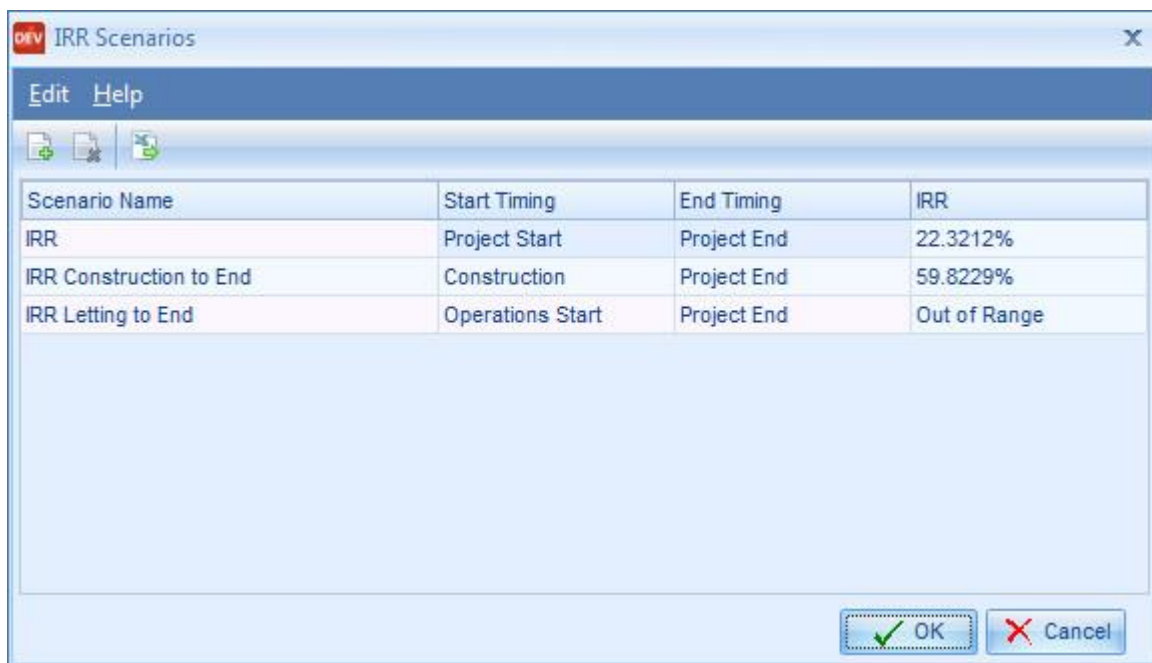 DEV IRR Scenarios X
Edit Help
Scenario Name Start Timing End Timing IRR
IRR Project Start Project End 22.3212%
IRR Construction to End Construction Project End 59.8229%
IRR Letting to End Operations Start Project End Out of Range
OK Cancel